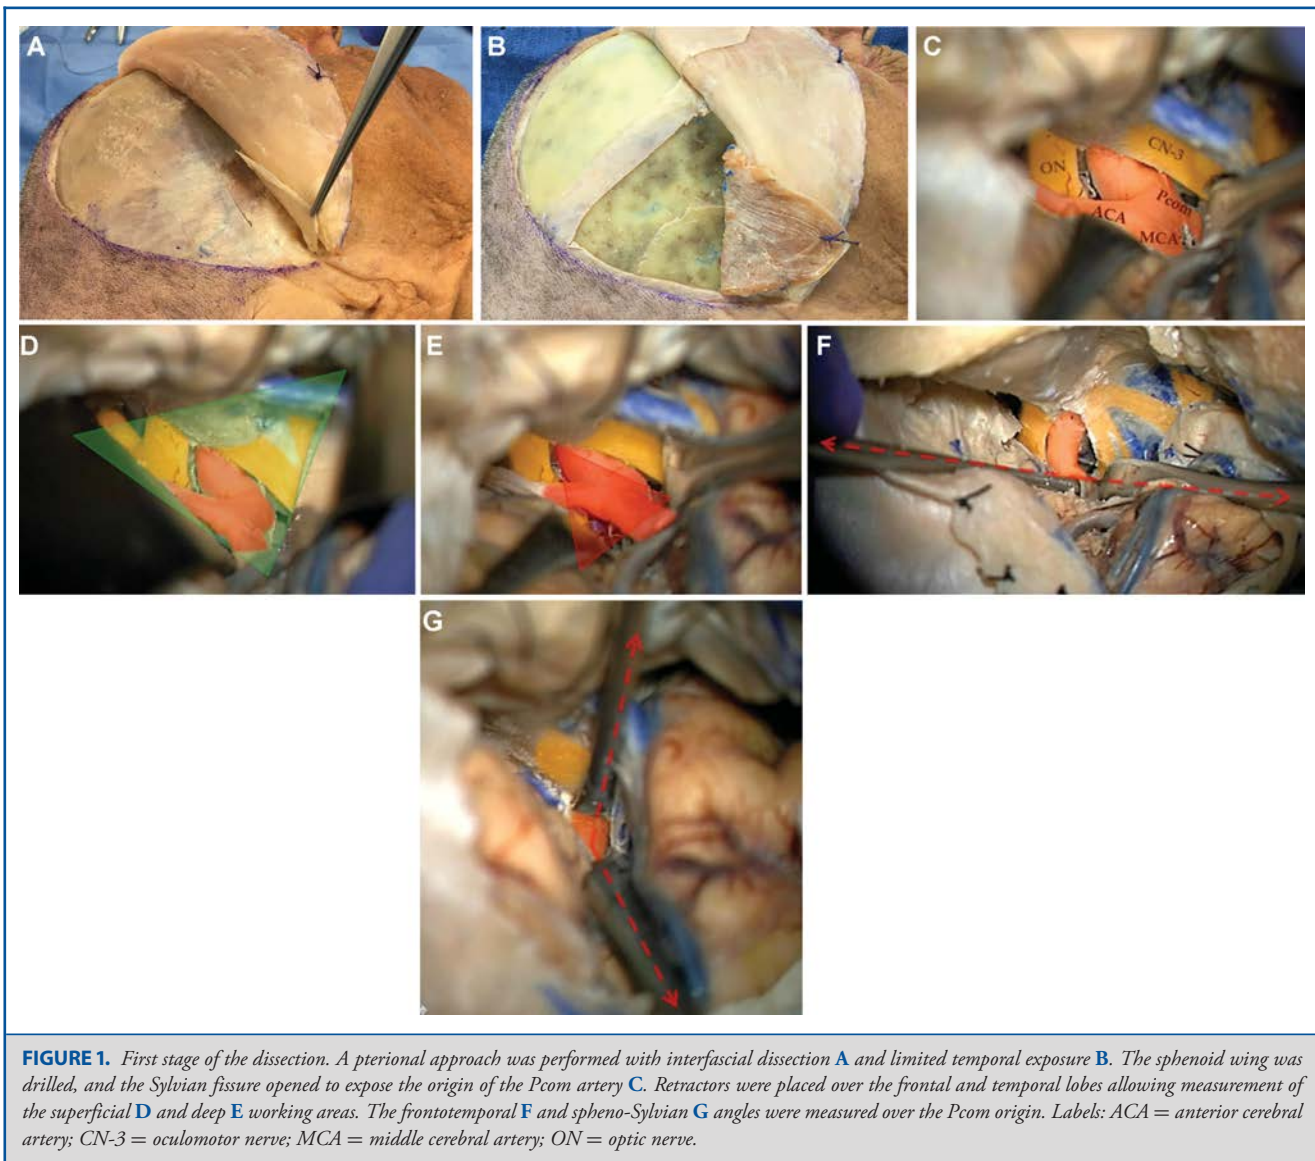 A
B
C
ON
CN-3
Pcom
ACA
MCA
D
E
F
G
FIGURE 1. First stage of the dissection. A pterional approach was performed with interfascial dissection A and limited temporal exposure B. The sphenoid wing was
drilled, and the Sylvian fissure opened to expose the origin of the Pcom artery C. Retractors were placed over the frontal and temporal lobes allowing measurement of
the superficial D and deep E working areas. The frontotemporal F and spheno-Sylvian G angles were measured over the Pcom origin. Labels: ACA = anterior cerebral
artery; CN-3 = oculomotor nerve; MCA = middle cerebral artery; ON = optic nerve.